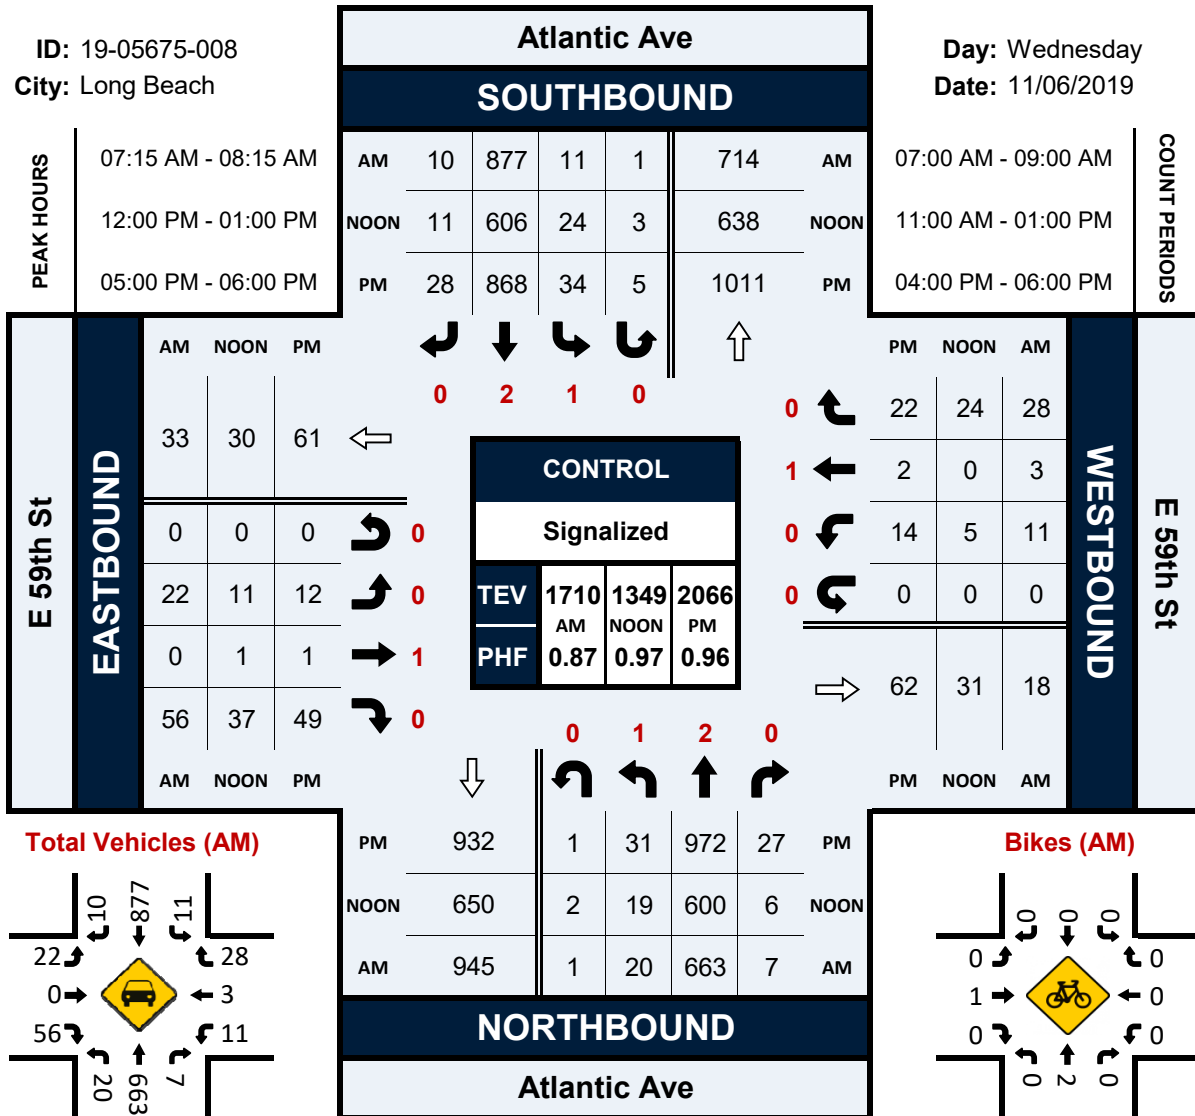 Atlantic Ave
ID: 19-05675-008
City: Long Beach
Day: Wednesday
Date: 11/06/2019
SOUTHBOUND
PEAK HOURS
07:15 AM - 08:15 AM
12:00 PM - 01:00 PM
05:00 PM - 06:00 PM
AM 10 877 11 1 714 AM
NOON 11 606 24 3 638 NOON
PM 28 868 34 5 1011 PM
07:00 AM - 09:00 AM
11:00 AM - 01:00 PM
04:00 PM - 06:00 PM
COUNT PERIODS
0 2 1 0
E 59th St
EASTBOUND
AM NOON PM
33 30 61
0 0 0 0
22 11 12 0
0 1 1 1
56 37 49 0
AM NOON PM
CONTROL
Signalized
TEV 1710 1349 2066
AM NOON PM
PHF 0.87 0.97 0.96
PM NOON AM
0 22 24 28
1 2 0 3
0 14 5 11
0 0 0 0
62 31 18
PM NOON AM
WESTBOUND
E 59th St
0 1 2 0
PM 932 1 31 972 27 PM
NOON 650 2 19 600 6 NOON
AM 945 1 20 663 7 AM
NORTHBOUND
Atlantic Ave
Total Vehicles (AM)
10 877 11
22 28
0 3
56 11
20 663 7
Bikes (AM)
0 0 0
0 0
1 0
0 0
0 2 0